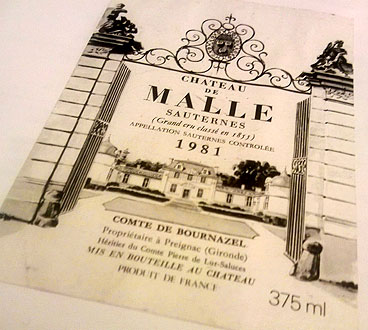 CHATEAU
DE
MALLE
SAUTERNES
(Grand cru classé en 1855)
APPELLATION SAUTERNES CONTROLÉE
1981
COMTE DE BOURNAZEL
Propriétaire à Preignac (Gironde)
Héritier du Comte Pierre de Lur-Saluces
MIS EN BOUTEILLE AU CHATEAU
PRODUIT DE FRANCE
375 ml